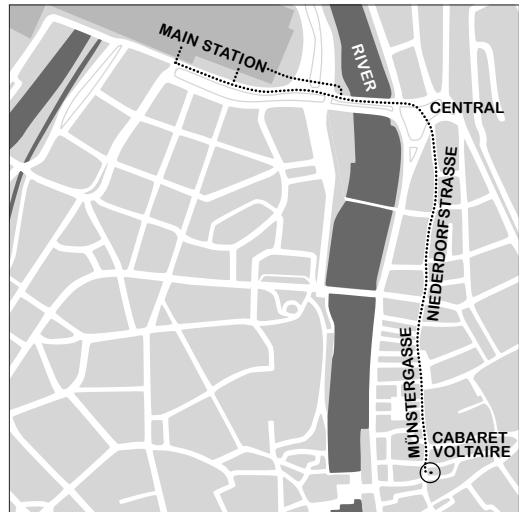 MAIN STATION
RIVER
CENTRAL
NIEDERDORFSTRASSE
MÜNSTERGASSE
CABARET
VOLTAIRE